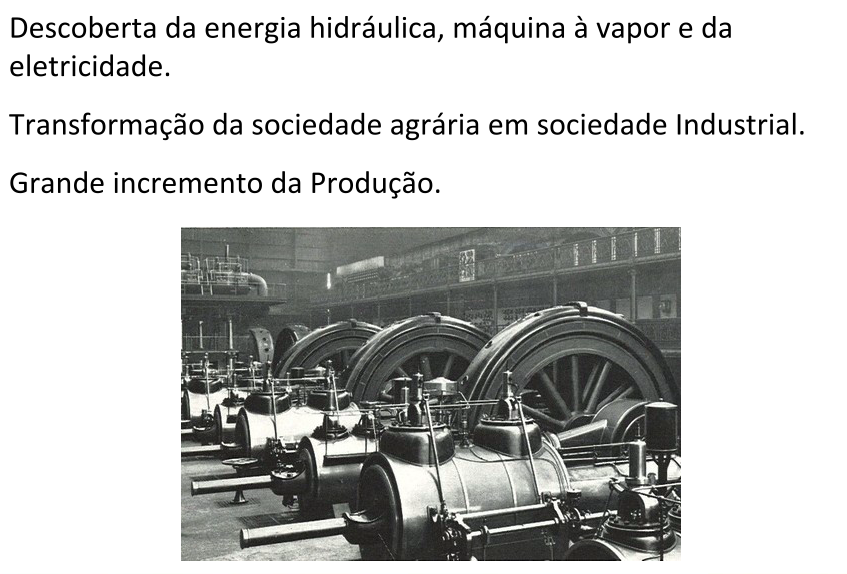 Descoberta da energia hidráulica, máquina à vapor e da
eletricidade.
Transformação da sociedade agrária em sociedade Industrial.
Grande incremento da Produção.